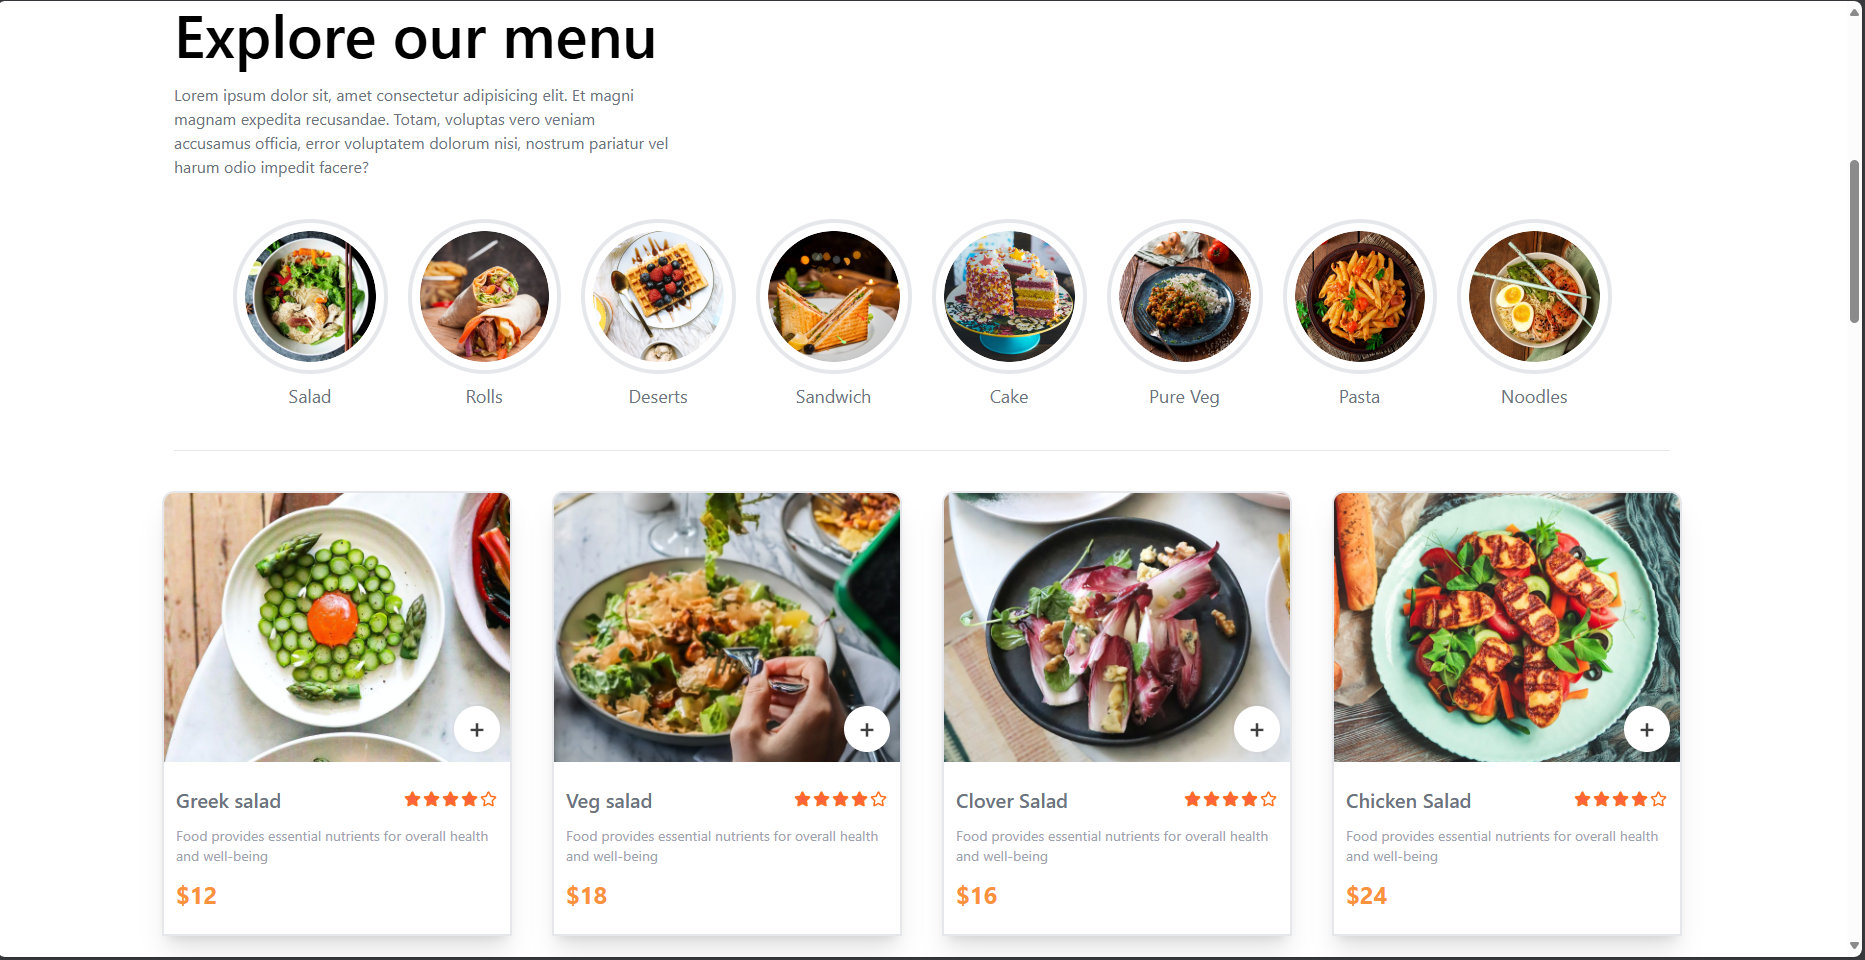 Explore our menu
Lorem ipsum dolor sit, amet consectetur adipisicing elit. Et magni
magnam expedita recusandae. Totam, voluptas vero veniam
accusamus officia, error voluptatem dolorum nisi, nostrum pariatur vel
harum odio impedit facere?
Salad
Rolls
Deserts
Sandwich
Cake
Pure Veg
Pasta
Noodles
Greek salad
Food provides essential nutrients for overall health
and well-being
$12
Veg salad
Food provides essential nutrients for overall health
and well-being
$18
Clover Salad
Food provides essential nutrients for overall health
and well-being
$16
Chicken Salad
Food provides essential nutrients for overall health
and well-being
$24